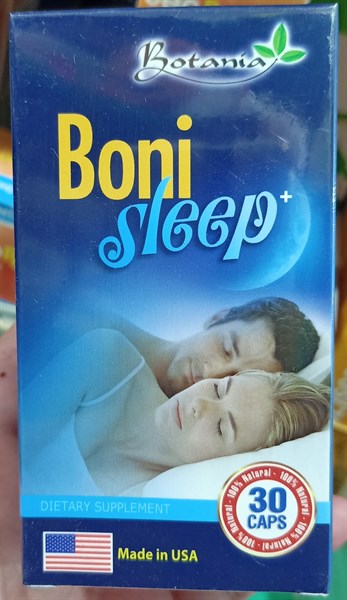 Botania
Boni
sleep+
DIETARY SUPPLEMENT
100% Natural - 100% Natural - 100% Natural - 100% Natural -
30
CAPS
Made in USA